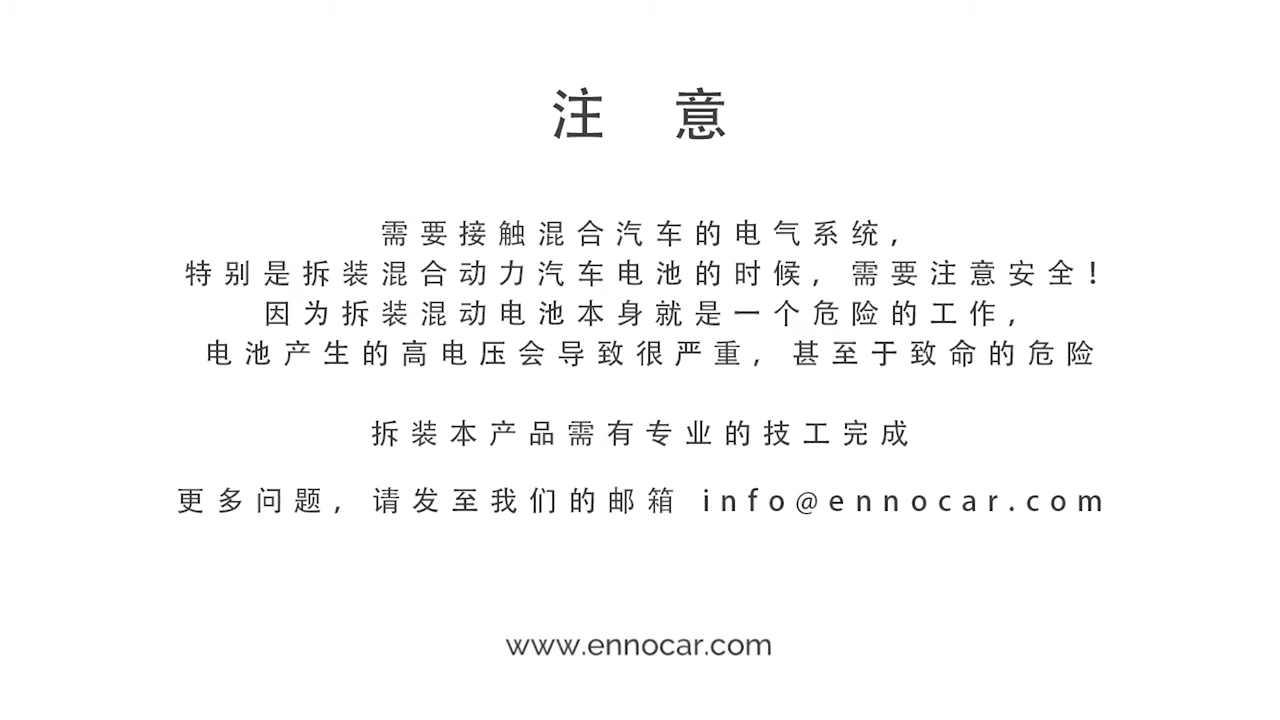 注 意
需要接触混合汽车的电气系统,
特别是拆装混合动力汽车电池的时候, 需要注意安全!
因为拆装混动电池本身就是一个危险的工作,
电池产生的高电压会导致很严重, 甚至于致命的危险
拆装本产品需有专业的技工完成
更多问题, 请发至我们的邮箱 info@ennocar.com
www.ennocar.com